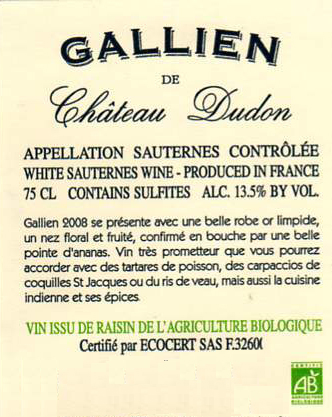 GALLIEN
DE
Château Dudon
APPELLATION SAUTERNES CONTRÔLÉE
WHITE SAUTERNES WINE - PRODUCED IN FRANCE
75 CL CONTAINS SULFITES ALC. 13.5% BY VOL.
Gallien 2008 se présente avec une belle robe or limpide,
un nez floral et fruité, confirmé en bouche par une belle
pointe d'ananas. Vin très prometteur que vous pourrez
accorder avec des tartares de poisson, des carpaccios de
coquilles St Jacques ou du ris de veau, mais aussi la cuisine
indienne et ses épices.
VIN ISSU DE RAISIN DE L'AGRICULTURE BIOLOGIQUE
Certifié par ECOCERT SAS F.32600
CERTIFIÉ
AB
AGRICULTURE
BIOLOGIQUE